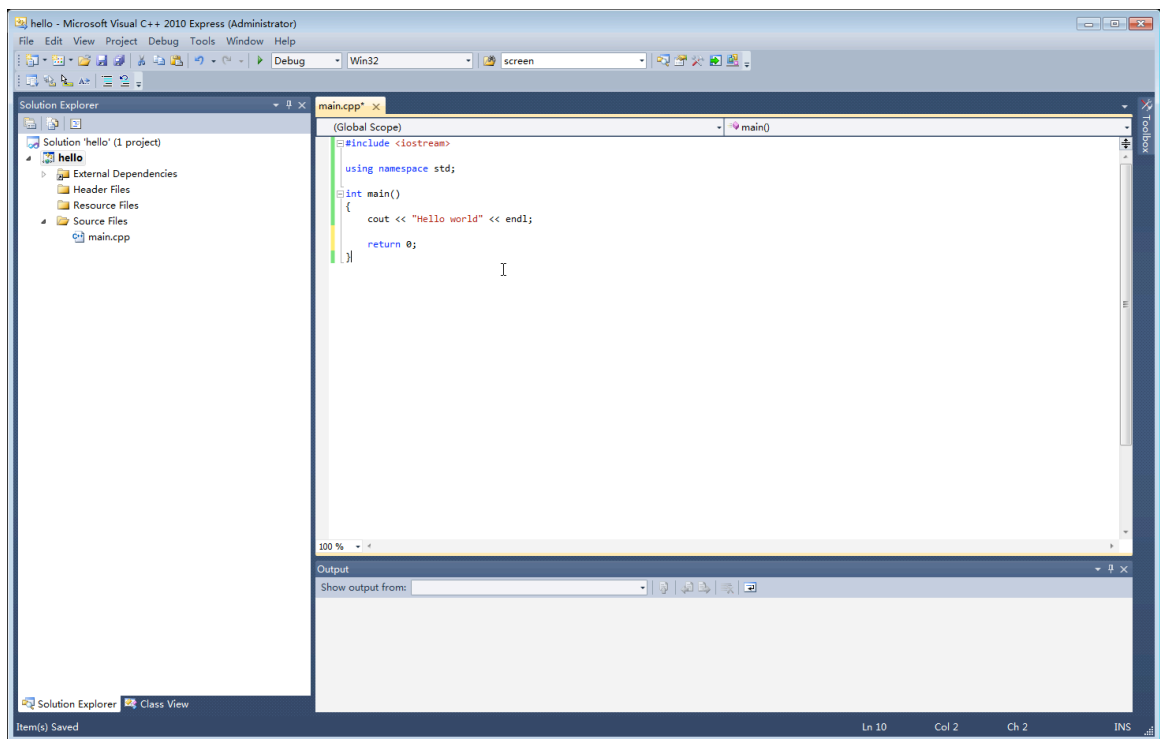 hello - Microsoft Visual C++ 2010 Express (Administrator)
File Edit View Project Debug Tools Window Help
Debug Win32 screen
Solution Explorer
Solution 'hello' (1 project)
hello
External Dependencies
Header Files
Resource Files
Source Files
main.cpp
Solution Explorer Class View
main.cpp*
(Global Scope) main()
#include <iostream>
using namespace std;
int main()
{
cout << "Hello world" << endl;
return 0;
}
100 %
Toolbox
Output
Show output from:
Item(s) Saved Ln 10 Col 2 Ch 2 INS